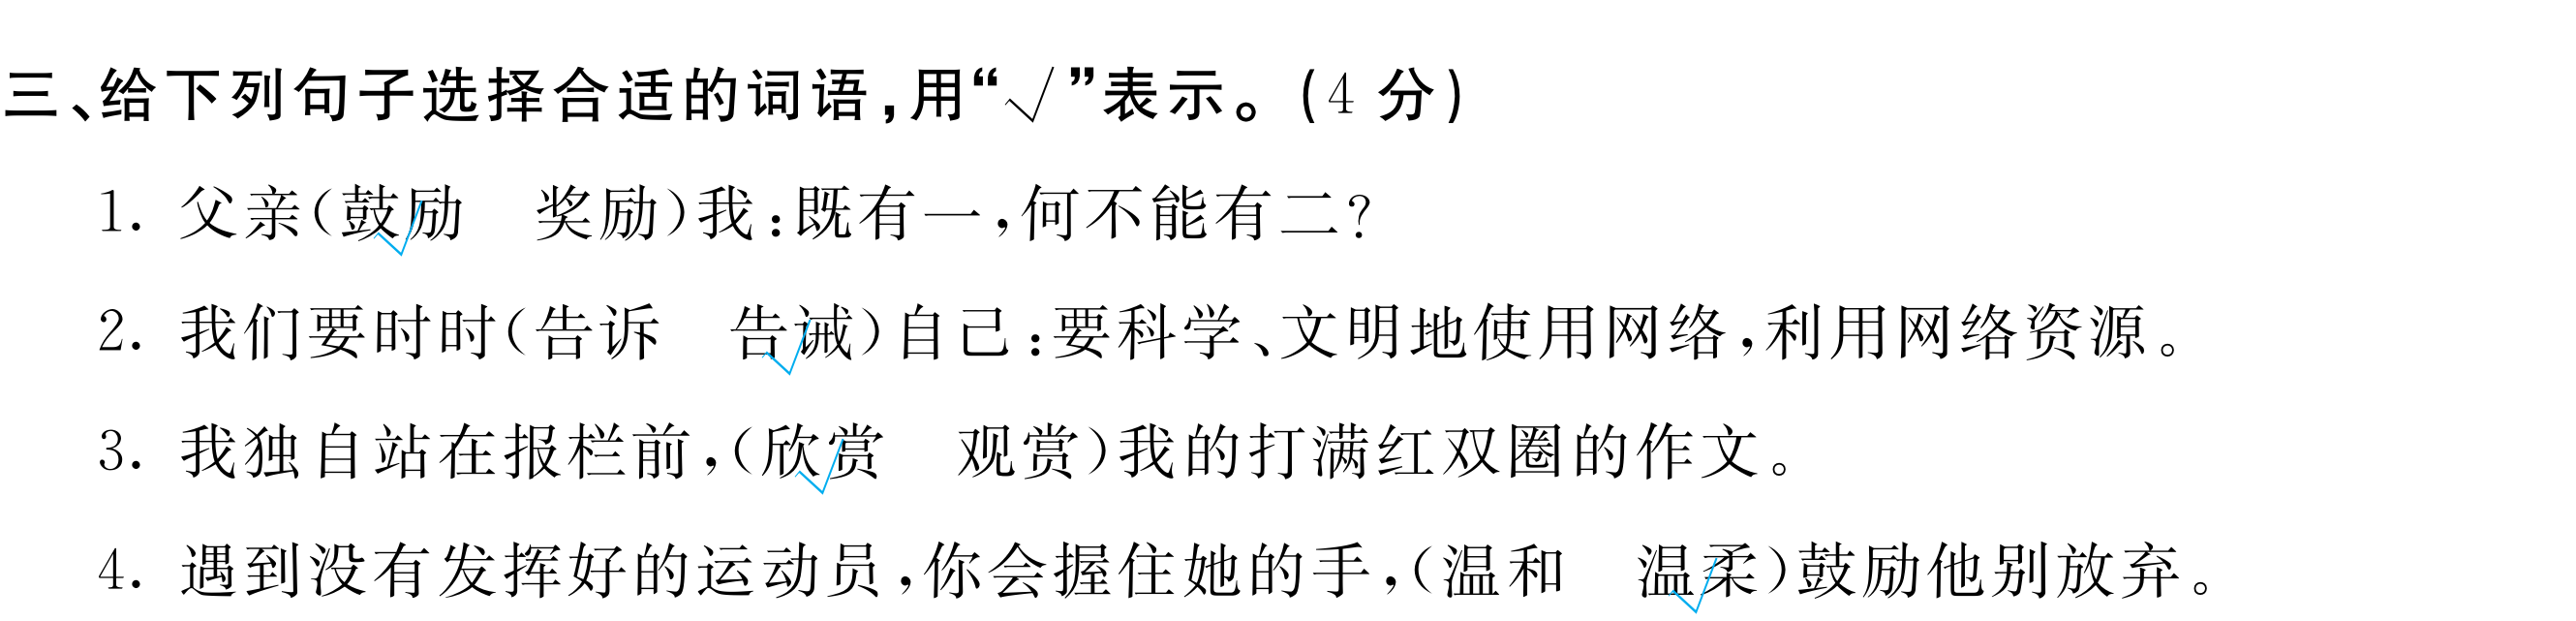 三、给下列句子选择合适的词语,用“√”表示。(4 分)
1. 父亲(鼓励√ 奖励)我:既有一,何不能有二?
2. 我们要时时(告诉 告诫√)自己:要科学、文明地使用网络,利用网络资源。
3. 我独自站在报栏前,(欣赏√ 观赏)我的打满红双圈的作文。
4. 遇到没有发挥好的运动员,你会握住她的手,(温和 温柔√)鼓励他别放弃。